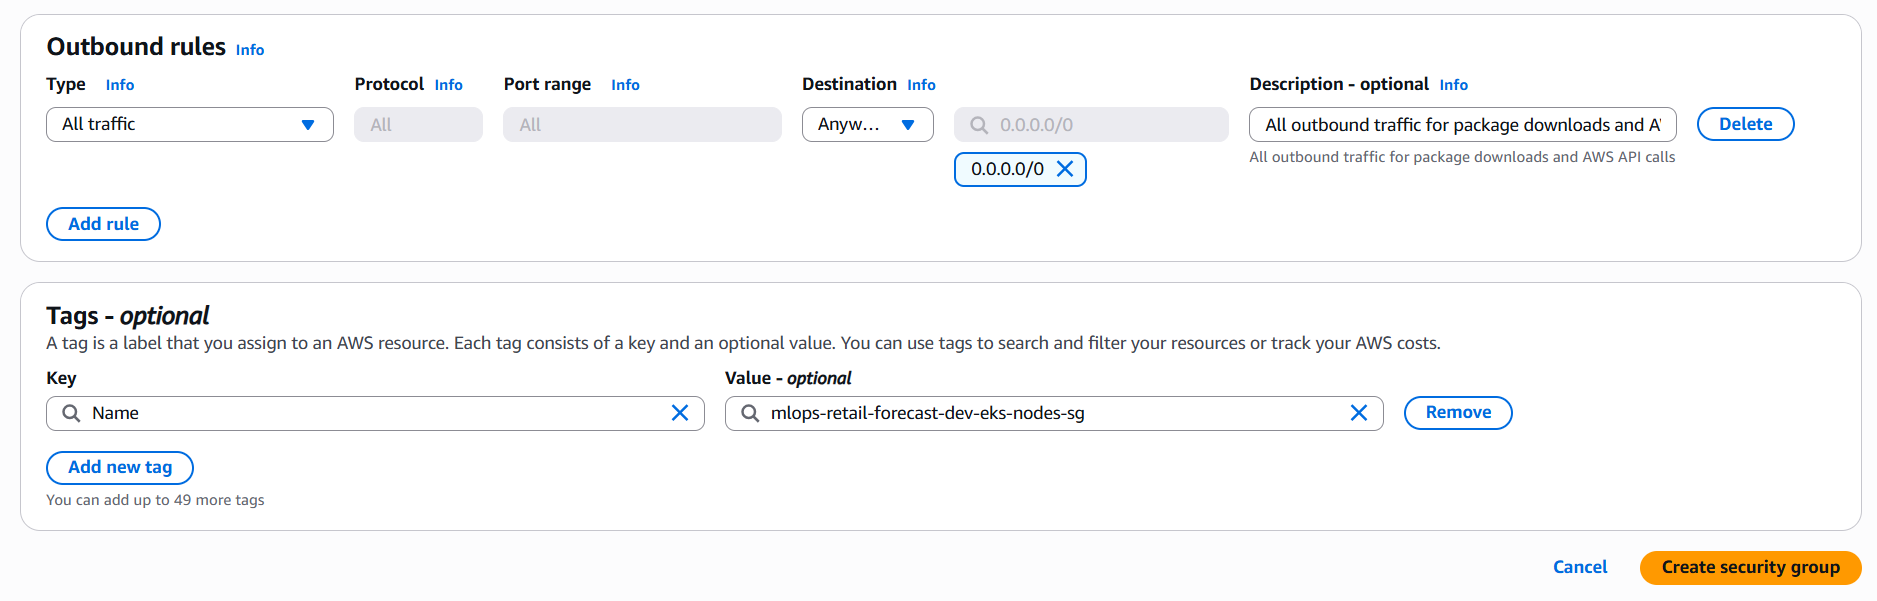 Outbound rules Info
Type Info Protocol Info Port range Info Destination Info Description - optional Info
All traffic All All Anyw... 0.0.0.0/0 All outbound traffic for package downloads and A Delete
0.0.0.0/0 All outbound traffic for package downloads and AWS API calls
Add rule
Tags - optional
A tag is a label that you assign to an AWS resource. Each tag consists of a key and an optional value. You can use tags to search and filter your resources or track your AWS costs.
Key Value - optional
Name mlops-retail-forecast-dev-eks-nodes-sg Remove
Add new tag
You can add up to 49 more tags
Cancel Create security group